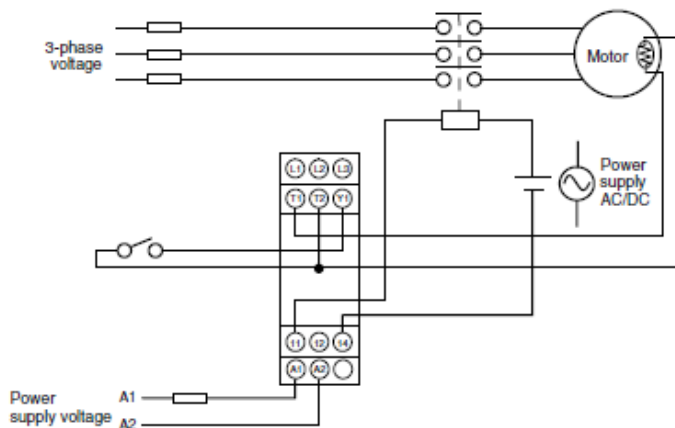 3-phase
voltage
Motor
L1 L2 L3
T1 T2 Y1
Power
supply
AC/DC
11 12 14
A1 A2
Power
supply voltage
A1
A2